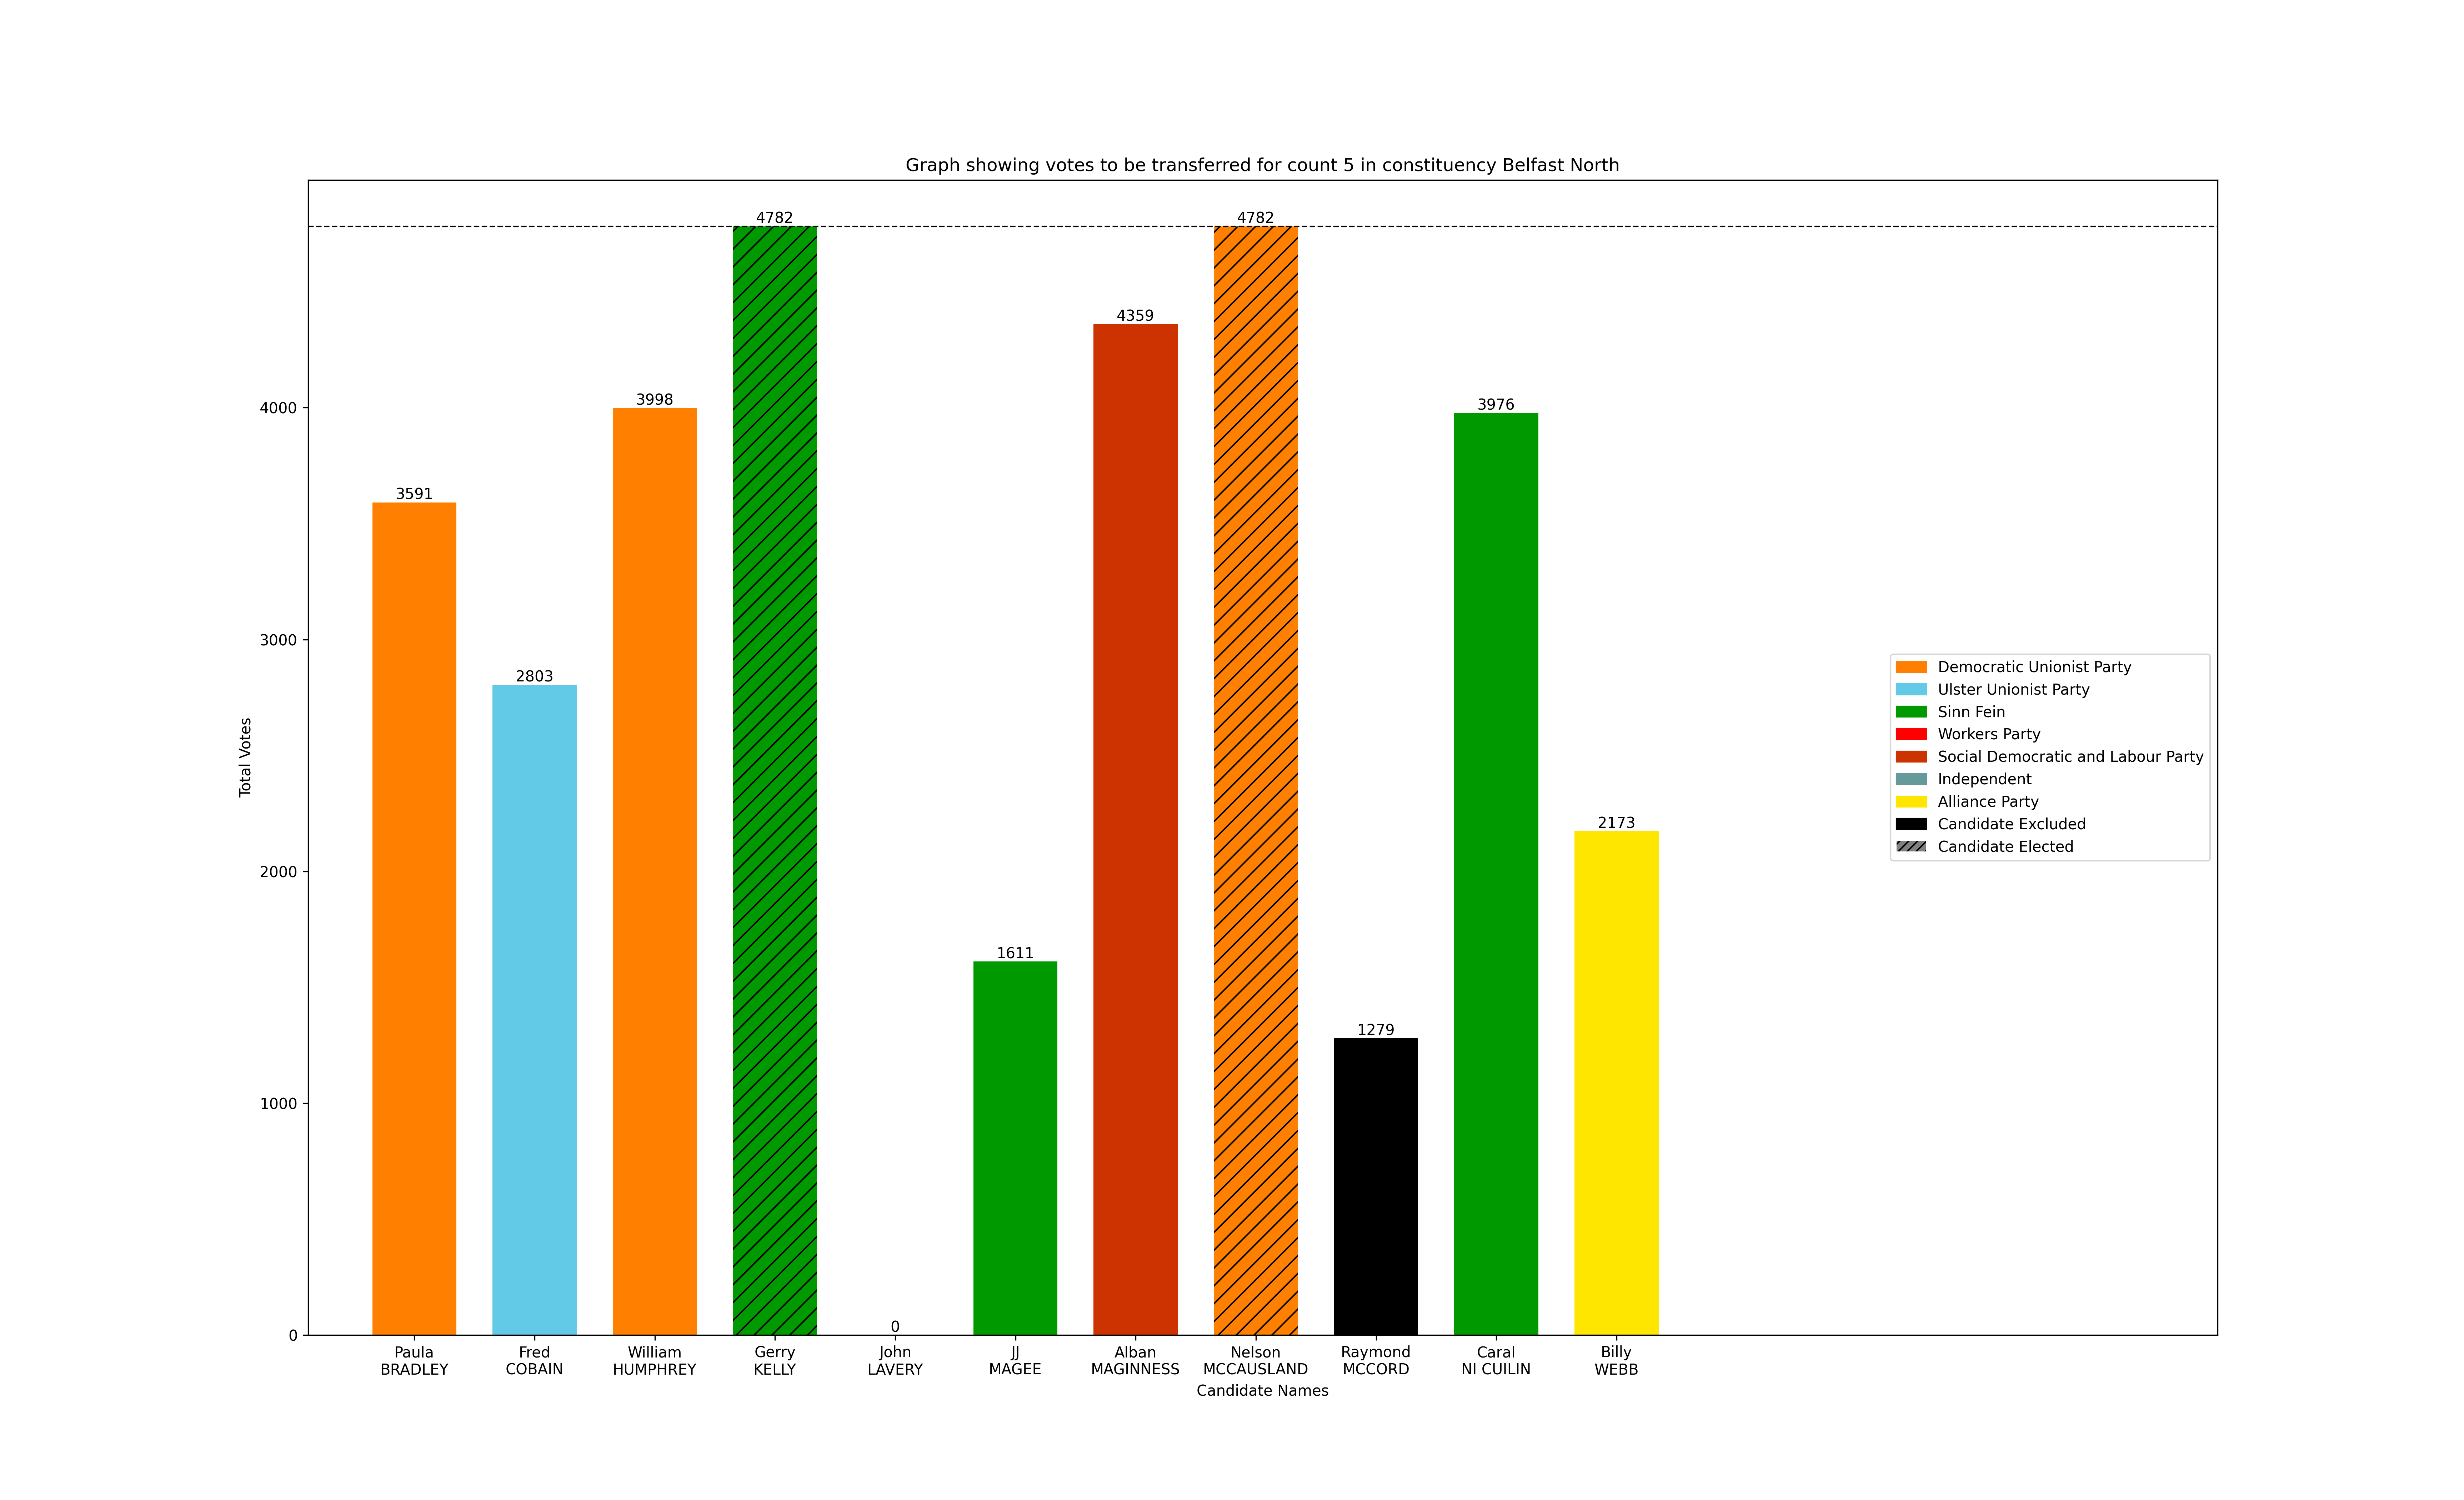 Graph showing votes to be transferred for count 5 in constituency Belfast North
Total Votes
4000
3000
2000
1000
0
3591
2803
3998
4782
0
1611
4359
4782
1279
3976
2173
Paula
BRADLEY
Fred
COBAIN
William
HUMPHREY
Gerry
KELLY
John
LAVERY
JJ
MAGEE
Alban
MAGINNESS
Nelson
MCCAUSLAND
Raymond
MCCORD
Caral
NI CUILIN
Billy
WEBB
Candidate Names
Democratic Unionist Party
Ulster Unionist Party
Sinn Fein
Workers Party
Social Democratic and Labour Party
Independent
Alliance Party
Candidate Excluded
Candidate Elected